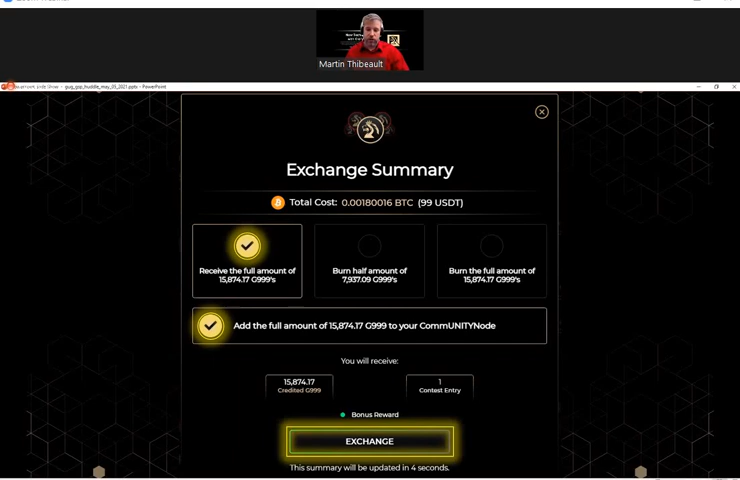 Martin Thibeault
gug_gsp_huddle_may_03_2021.pptx - PowerPoint
Exchange Summary
Total Cost: 0.00180016 BTC (99 USDT)
Receive the full amount of
15,874.17 G999's
Burn half amount of
7,937.09 G999's
Burn the full amount of
15,874.17 G999's
Add the full amount of 15,874.17 G999 to your CommUNITYNode
You will receive:
15,874.17
Credited G999
1
Contest Entry
Bonus Reward
EXCHANGE
This summary will be updated in 4 seconds.